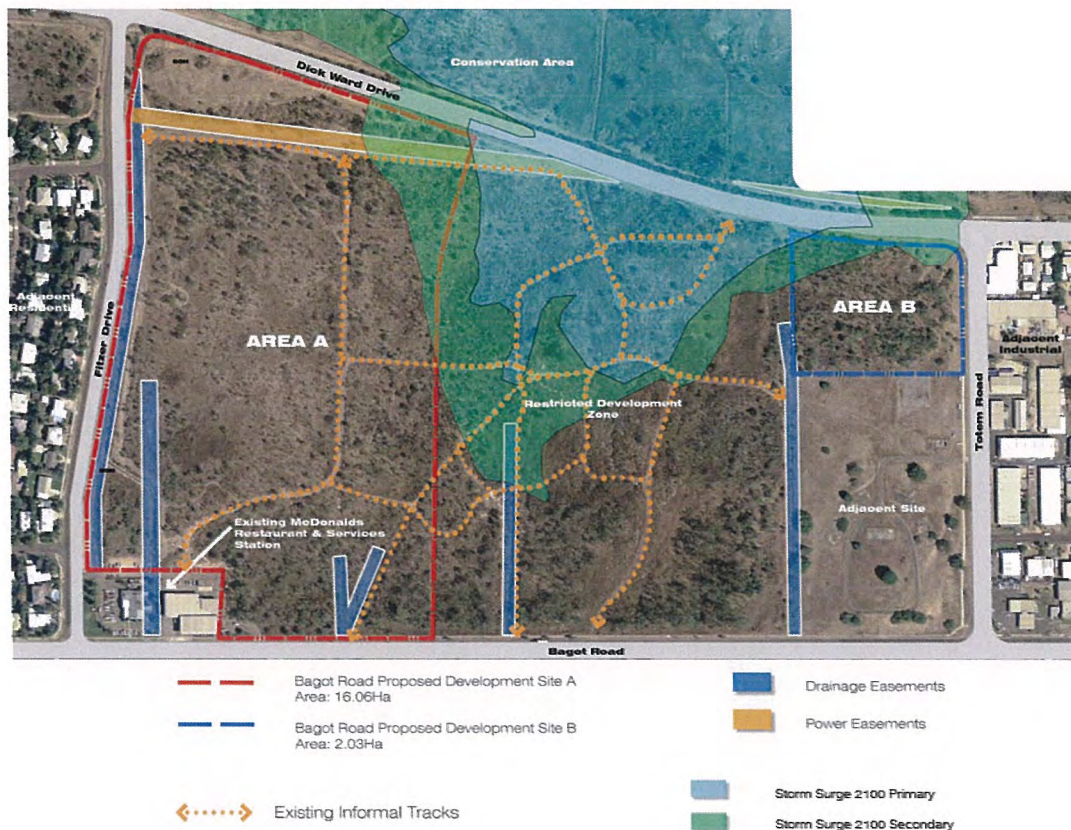 Conservation Area
Dick Ward Drive
Adjacent
Fitzer Drive
AREA A
AREA B
Adjacent
Industrial
Totem Road
Restricted Development
Zone
Adjacent Site
Existing McDonalds
Restaurant & Services
Station
Bagot Road
Bagot Road Proposed Development Site A
Area: 16.06Ha
Bagot Road Proposed Development Site B
Area: 2.03Ha
Existing Informal Tracks
Drainage Easements
Power Easements
Storm Surge 2100 Primary
Storm Surge 2100 Secondary